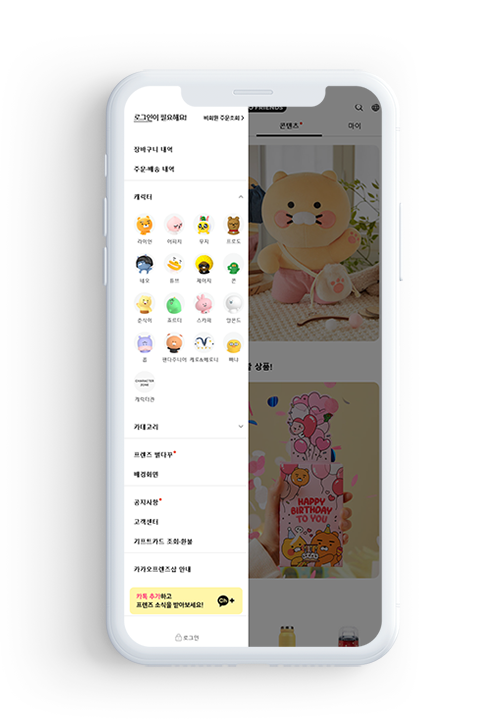 로그인이 필요해요! 비회원 주문조회 >
장바구니 내역
주문·배송 내역
캐릭터
라이언 어피치 무지 프로도
네오 튜브 제이지 콘
춘식이 죠르디 스카피 앙몬드
콥 팬다주니어 케로&베로니 빠냐
CHARACTER ZONE
캐릭터존
카테고리
프렌즈 별다꾸
배경화면
공지사항
고객센터
기프트카드 조회·환불
카카오프렌즈샵 안내
카톡 추가하고
프렌즈 소식을 받아보세요!
Ch+
로그인
FRIENDS
콘텐츠 마이
상품!
HAPPY
BIRTHDAY
TO YOU